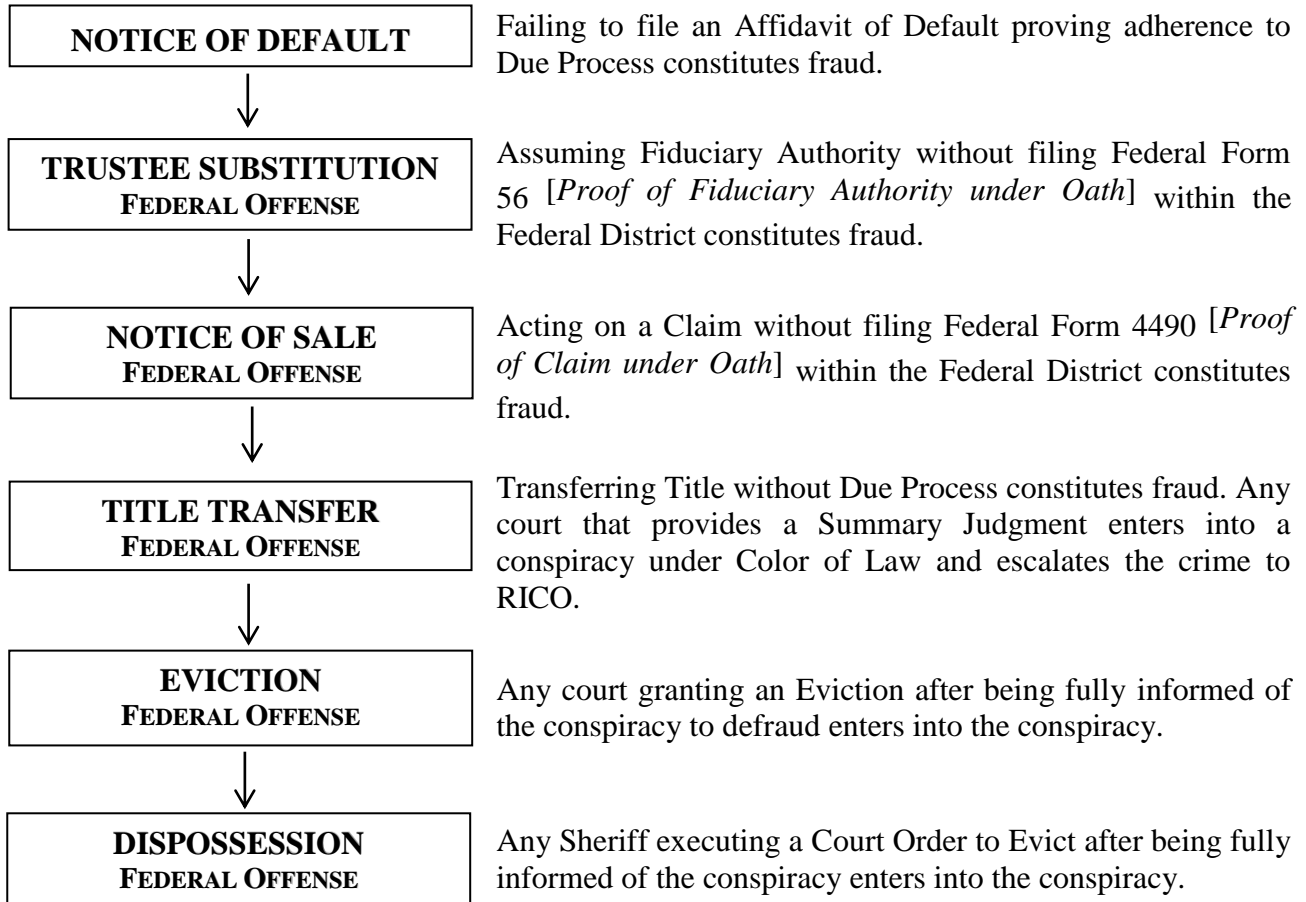 NOTICE OF DEFAULT
Failing to file an Affidavit of Default proving adherence to
Due Process constitutes fraud.
TRUSTEE SUBSTITUTION
FEDERAL OFFENSE
Assuming Fiduciary Authority without filing Federal Form
56 [Proof of Fiduciary Authority under Oath] within the
Federal District constitutes fraud.
NOTICE OF SALE
FEDERAL OFFENSE
Acting on a Claim without filing Federal Form 4490 [Proof
of Claim under Oath] within the Federal District constitutes
fraud.
TITLE TRANSFER
FEDERAL OFFENSE
Transferring Title without Due Process constitutes fraud. Any
court that provides a Summary Judgment enters into a
conspiracy under Color of Law and escalates the crime to
RICO.
EVICTION
FEDERAL OFFENSE
Any court granting an Eviction after being fully informed of
the conspiracy to defraud enters into the conspiracy.
DISPOSSESSION
FEDERAL OFFENSE
Any Sheriff executing a Court Order to Evict after being fully
informed of the conspiracy enters into the conspiracy.